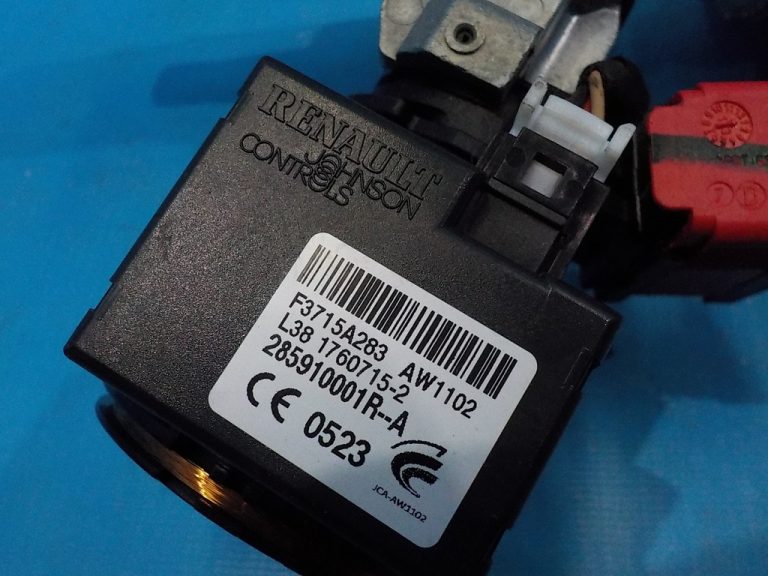 RENAULT
JOHNSON
CONTROLS
F3715A283 AW1102
L38 1760715-2
285910001R--A
CE 0523
JCA-AW1102